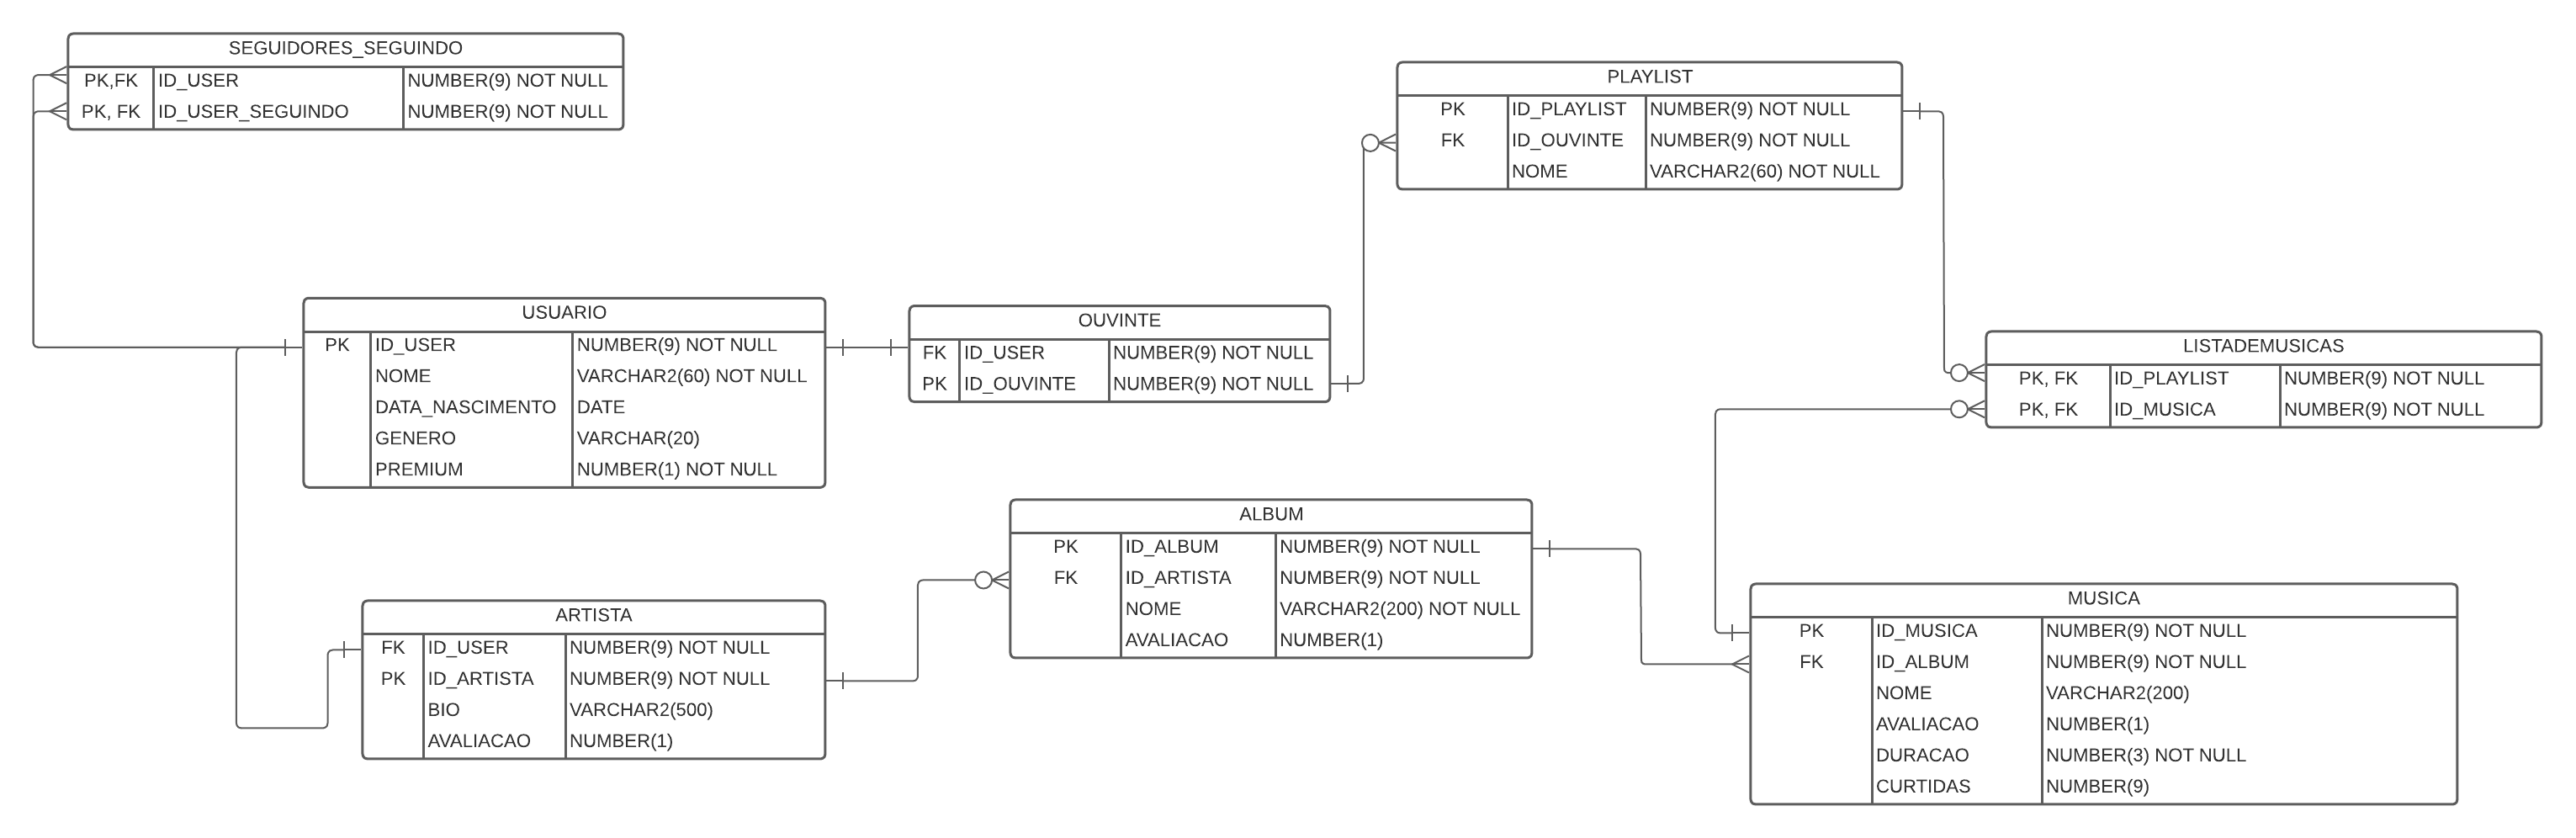 SEGUIDORES_SEGUINDO
PK,FK ID_USER NUMBER(9) NOT NULL
PK, FK ID_USER_SEGUINDO NUMBER(9) NOT NULL
PLAYLIST
PK ID_PLAYLIST NUMBER(9) NOT NULL
FK ID_OUVINTE NUMBER(9) NOT NULL
NOME VARCHAR2(60) NOT NULL
USUARIO
PK ID_USER NUMBER(9) NOT NULL
NOME VARCHAR2(60) NOT NULL
DATA_NASCIMENTO DATE
GENERO VARCHAR(20)
PREMIUM NUMBER(1) NOT NULL
OUVINTE
FK ID_USER NUMBER(9) NOT NULL
PK ID_OUVINTE NUMBER(9) NOT NULL
LISTADEMUSICAS
PK, FK ID_PLAYLIST NUMBER(9) NOT NULL
PK, FK ID_MUSICA NUMBER(9) NOT NULL
ALBUM
PK ID_ALBUM NUMBER(9) NOT NULL
FK ID_ARTISTA NUMBER(9) NOT NULL
NOME VARCHAR2(200) NOT NULL
AVALIACAO NUMBER(1)
ARTISTA
FK ID_USER NUMBER(9) NOT NULL
PK ID_ARTISTA NUMBER(9) NOT NULL
BIO VARCHAR2(500)
AVALIACAO NUMBER(1)
MUSICA
PK ID_MUSICA NUMBER(9) NOT NULL
FK ID_ALBUM NUMBER(9) NOT NULL
NOME VARCHAR2(200)
AVALIACAO NUMBER(1)
DURACAO NUMBER(3) NOT NULL
CURTIDAS NUMBER(9)